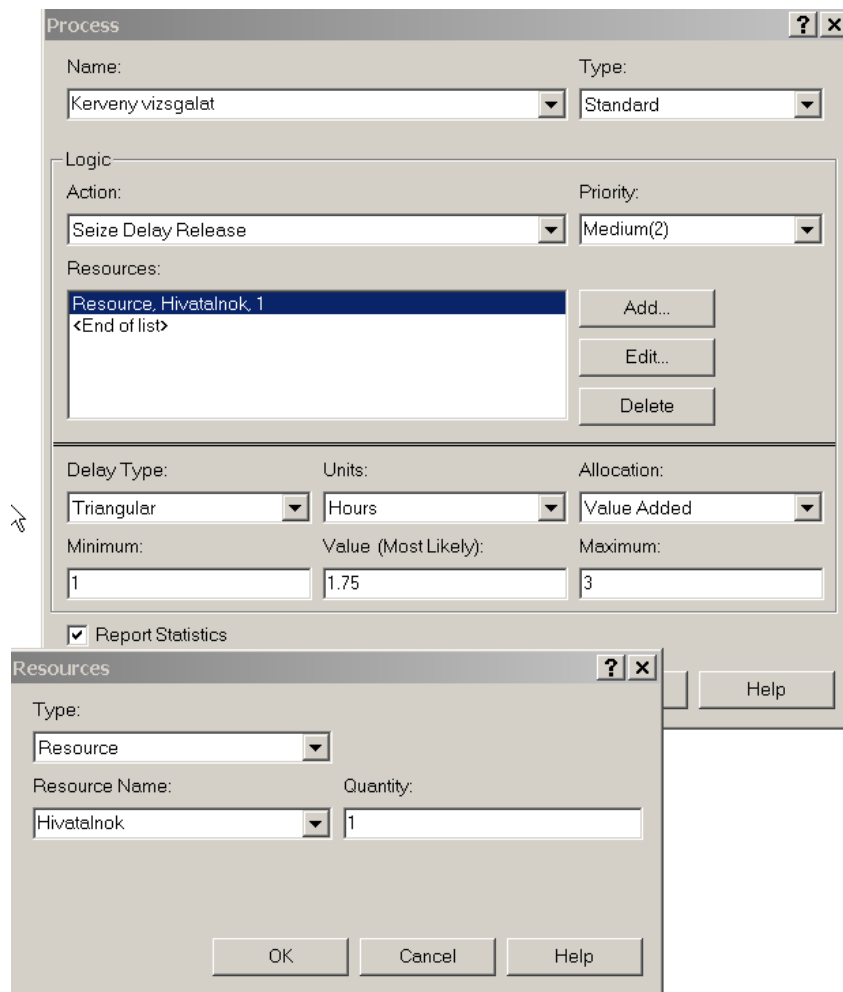 Process
Name: Type:
Kerveny vizsgalat Standard
Logic
Action: Priority:
Seize Delay Release Medium(2)
Resources:
Resource, Hivatalnok, 1
<End of list>
Add...
Edit...
Delete
Delay Type: Units: Allocation:
Triangular Hours Value Added
Minimum: Value (Most Likely): Maximum:
1 1.75 3
Report Statistics
Help
Resources
Type:
Resource
Resource Name: Quantity:
Hivatalnok 1
OK Cancel Help